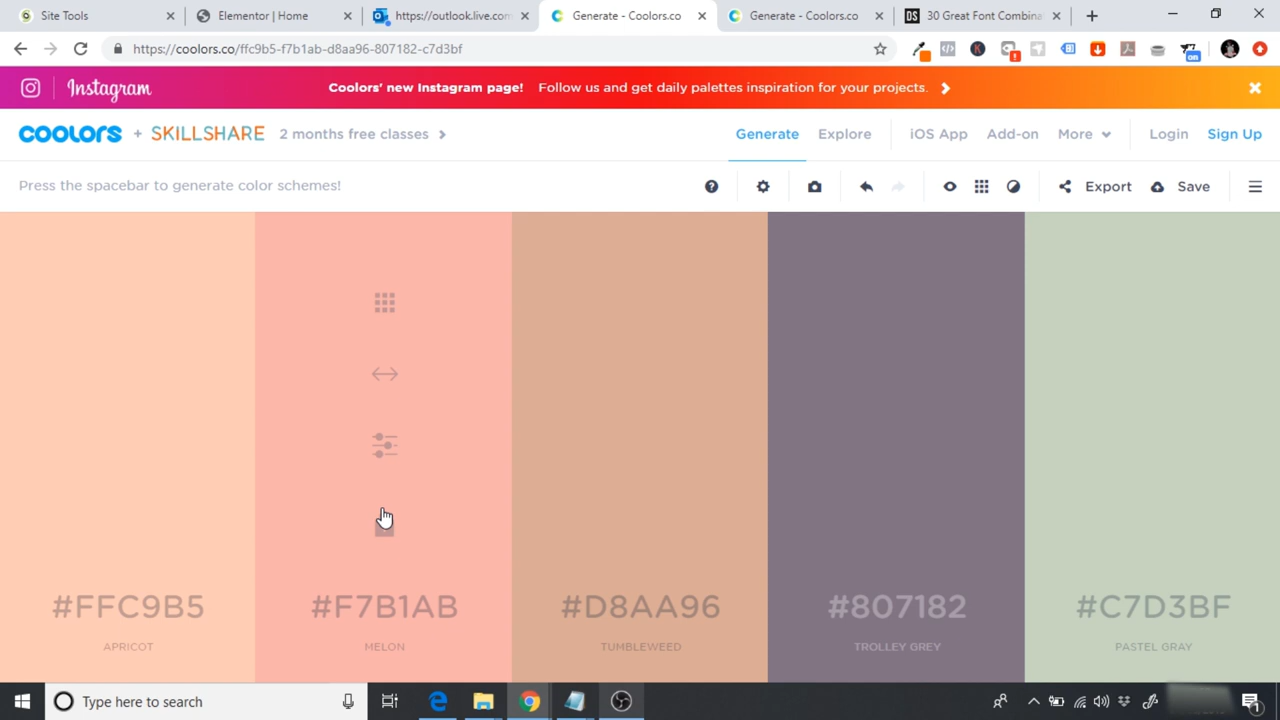 Site Tools
Elementor | Home
https://outlook.live.com
Generate - Coolors.co
Generate - Coolors.co
30 Great Font Combina
https://coolors.co/ffc9b5-f7b1ab-d8aa96-807182-c7d3bf
on
Instagram
Coolors' new Instagram page! Follow us and get daily palettes inspiration for your projects.
coolors + SKILLSHARE 2 months free classes
Generate Explore iOS App Add-on More Login Sign Up
Press the spacebar to generate color schemes!
Export Save
#FFC9B5 #F7B1AB #D8AA96 #807182 #C7D3BF
APRICOT MELON TUMBLEWEED TROLLEY GREY PASTEL GRAY
Type here to search